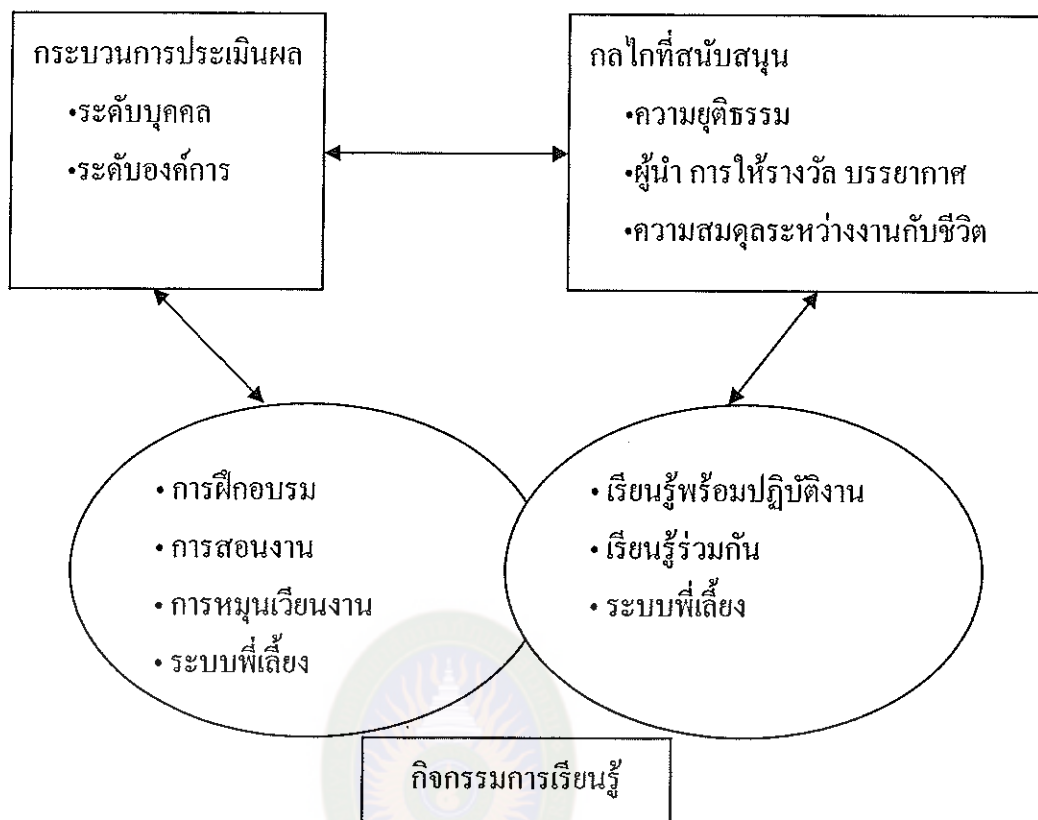 กระบวนการประเมินผล
•ระดับบุคคล
•ระดับองค์การ
กลไกที่สนับสนุน
•ความยุติธรรม
•ผู้นำ การให้รางวัล บรรยากาศ
•ความสมดุลระหว่างงานกับชีวิต
• การฝึกอบรม
• การสอนงาน
• การหมุนเวียนงาน
• ระบบพี่เลี้ยง
• เรียนรู้พร้อมปฏิบัติงาน
• เรียนรู้ร่วมกัน
• ระบบพี่เลี้ยง
กิจกรรมการเรียนรู้